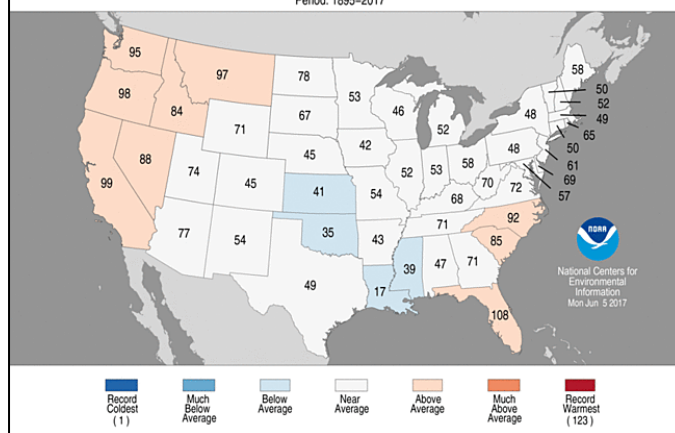 Period: 1895–2017
95
97
98
84
78
67
71
53
46
52
58
50
52
49
65
50
61
69
57
48
48
99
88
74
45
45
42
52
53
58
70
72
68
41
54
77
54
35
43
71
92
85
49
17
39
47
71
108
NOAA
National Centers for
Environmental
Information
Mon Jun 5 2017
Record
Coldest
(1)
Much
Below
Average
Below
Average
Near
Average
Above
Average
Much
Above
Average
Record
Warmest
(123)